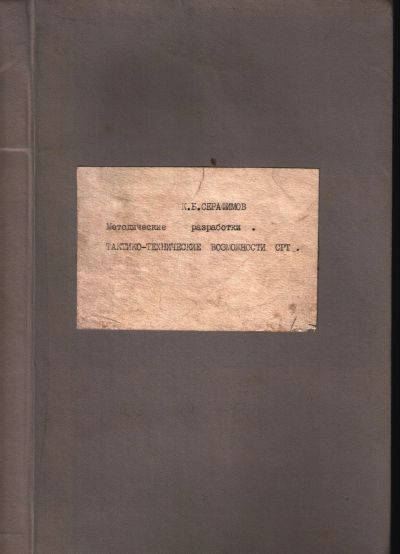 К.Б.СЕРАФИМОВ
Методические разработки .
ТАКТИКО-ТЕХНИЧЕСКИЕ ВОЗМОЖНОСТИ СРТ .